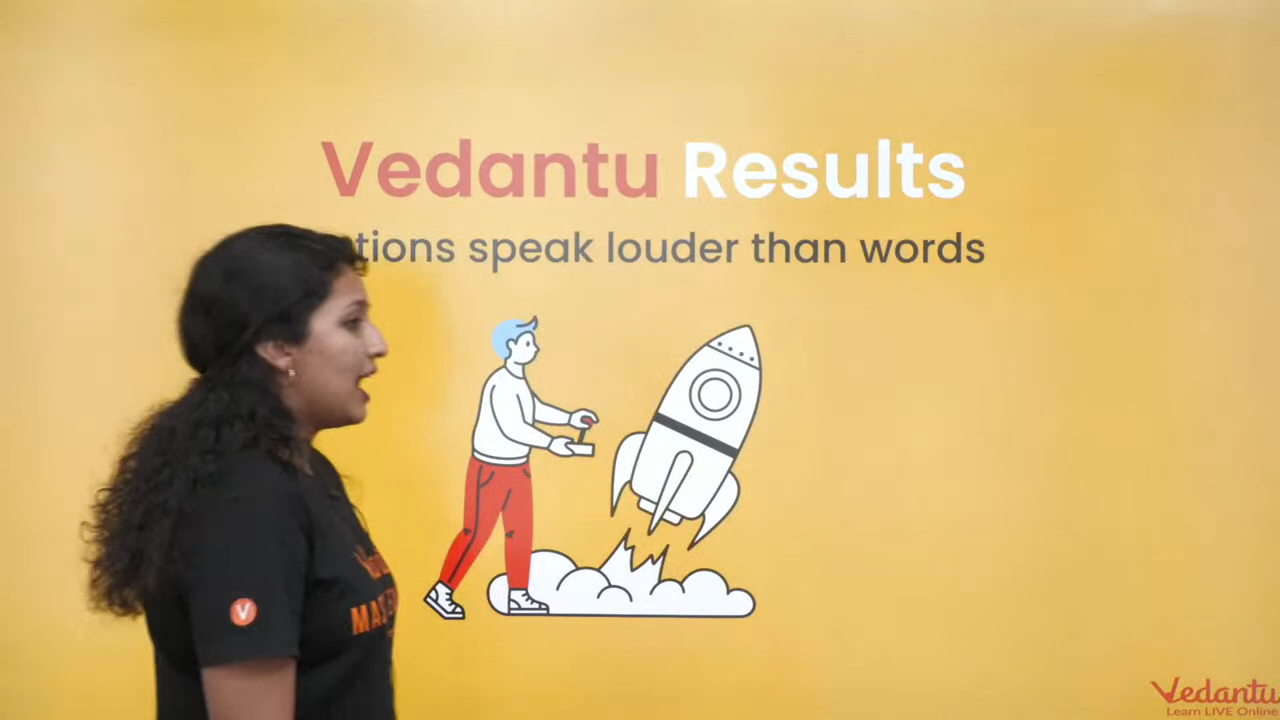 Vedantu Results
tions speak louder than words
V
Vedantu
Learn LIVE Online